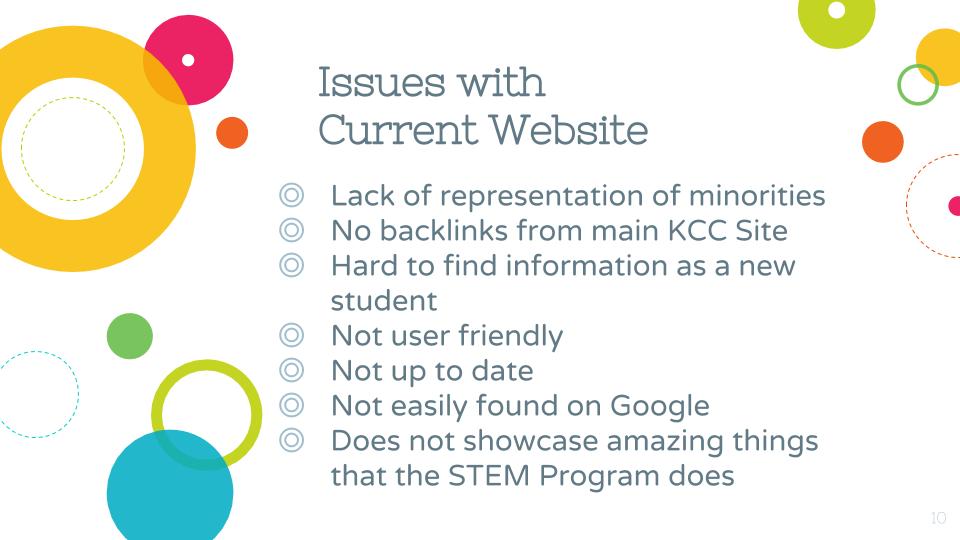 Issues with
Current Website
Lack of representation of minorities
No backlinks from main KCC Site
Hard to find information as a new
student
Not user friendly
Not up to date
Not easily found on Google
Does not showcase amazing things
that the STEM Program does
10